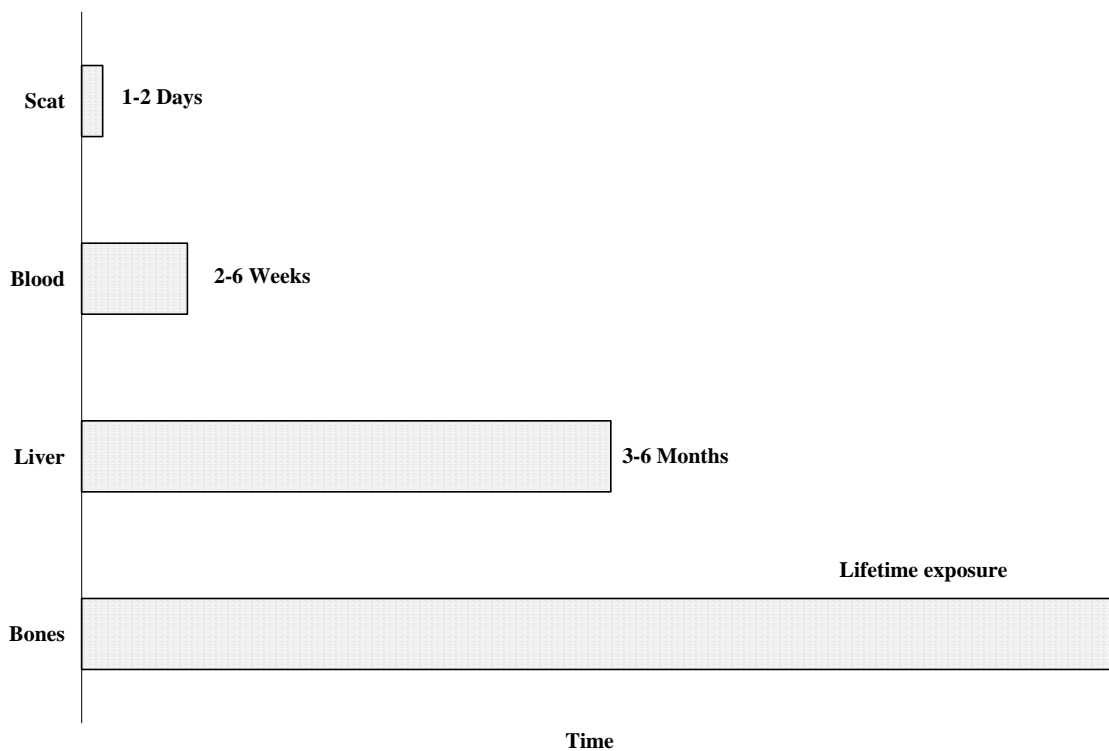 Scat
1-2 Days
Blood
2-6 Weeks
Liver
3-6 Months
Lifetime exposure
Bones
Time